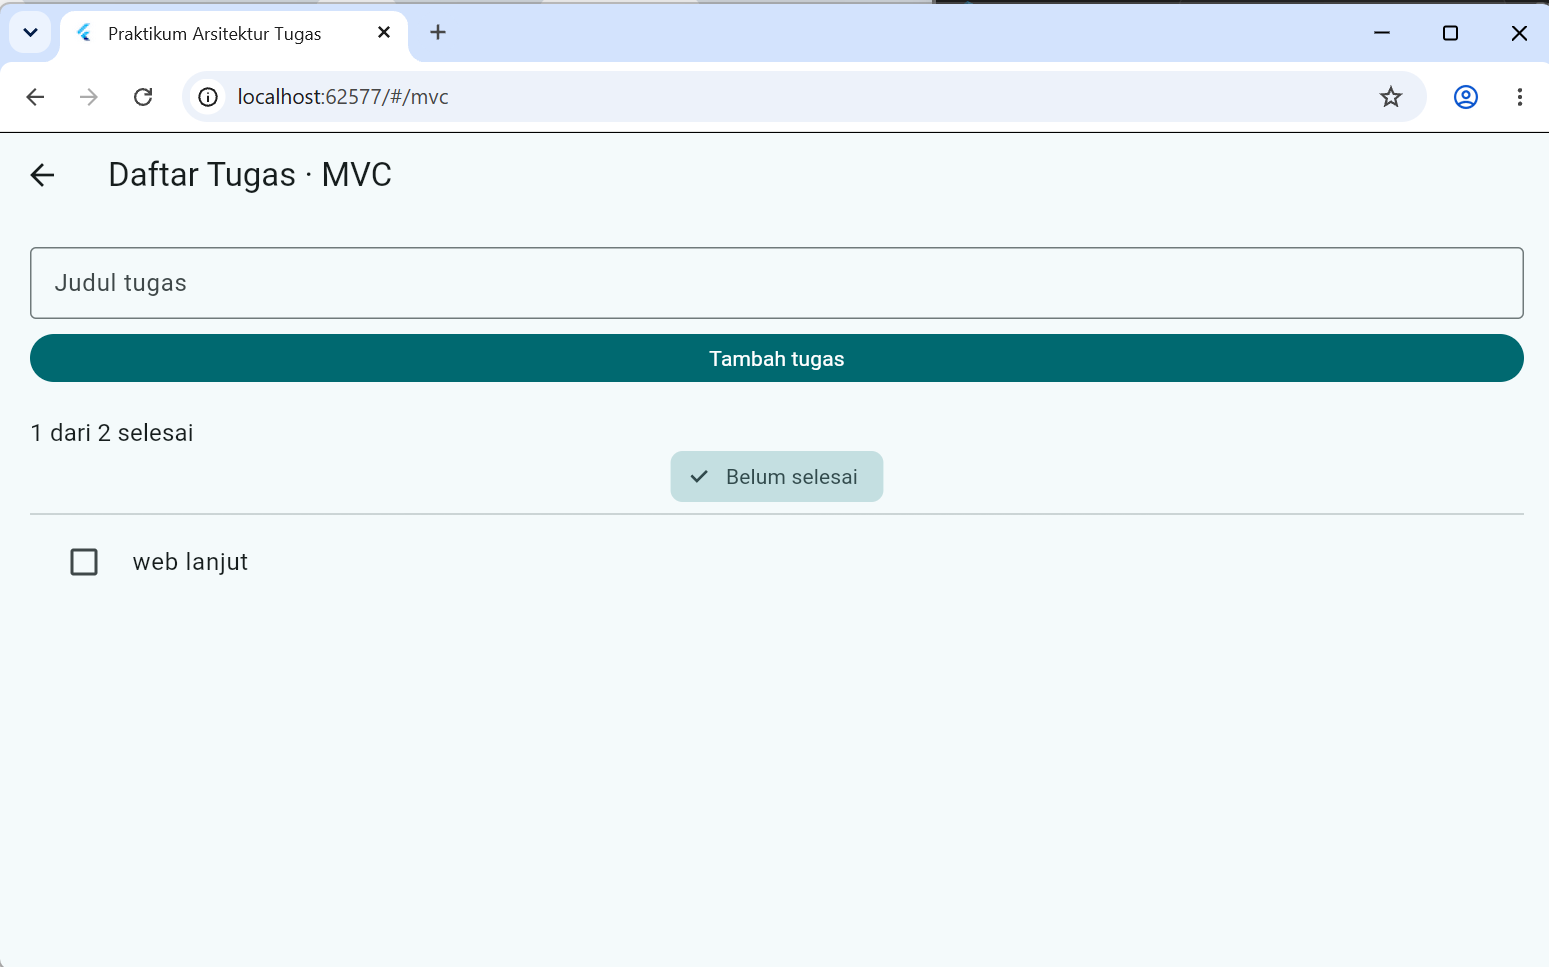 Praktikum Arsitektur Tugas
localhost:62577/#/mvc
Daftar Tugas · MVC
Judul tugas
Tambah tugas
1 dari 2 selesai
Belum selesai
web lanjut